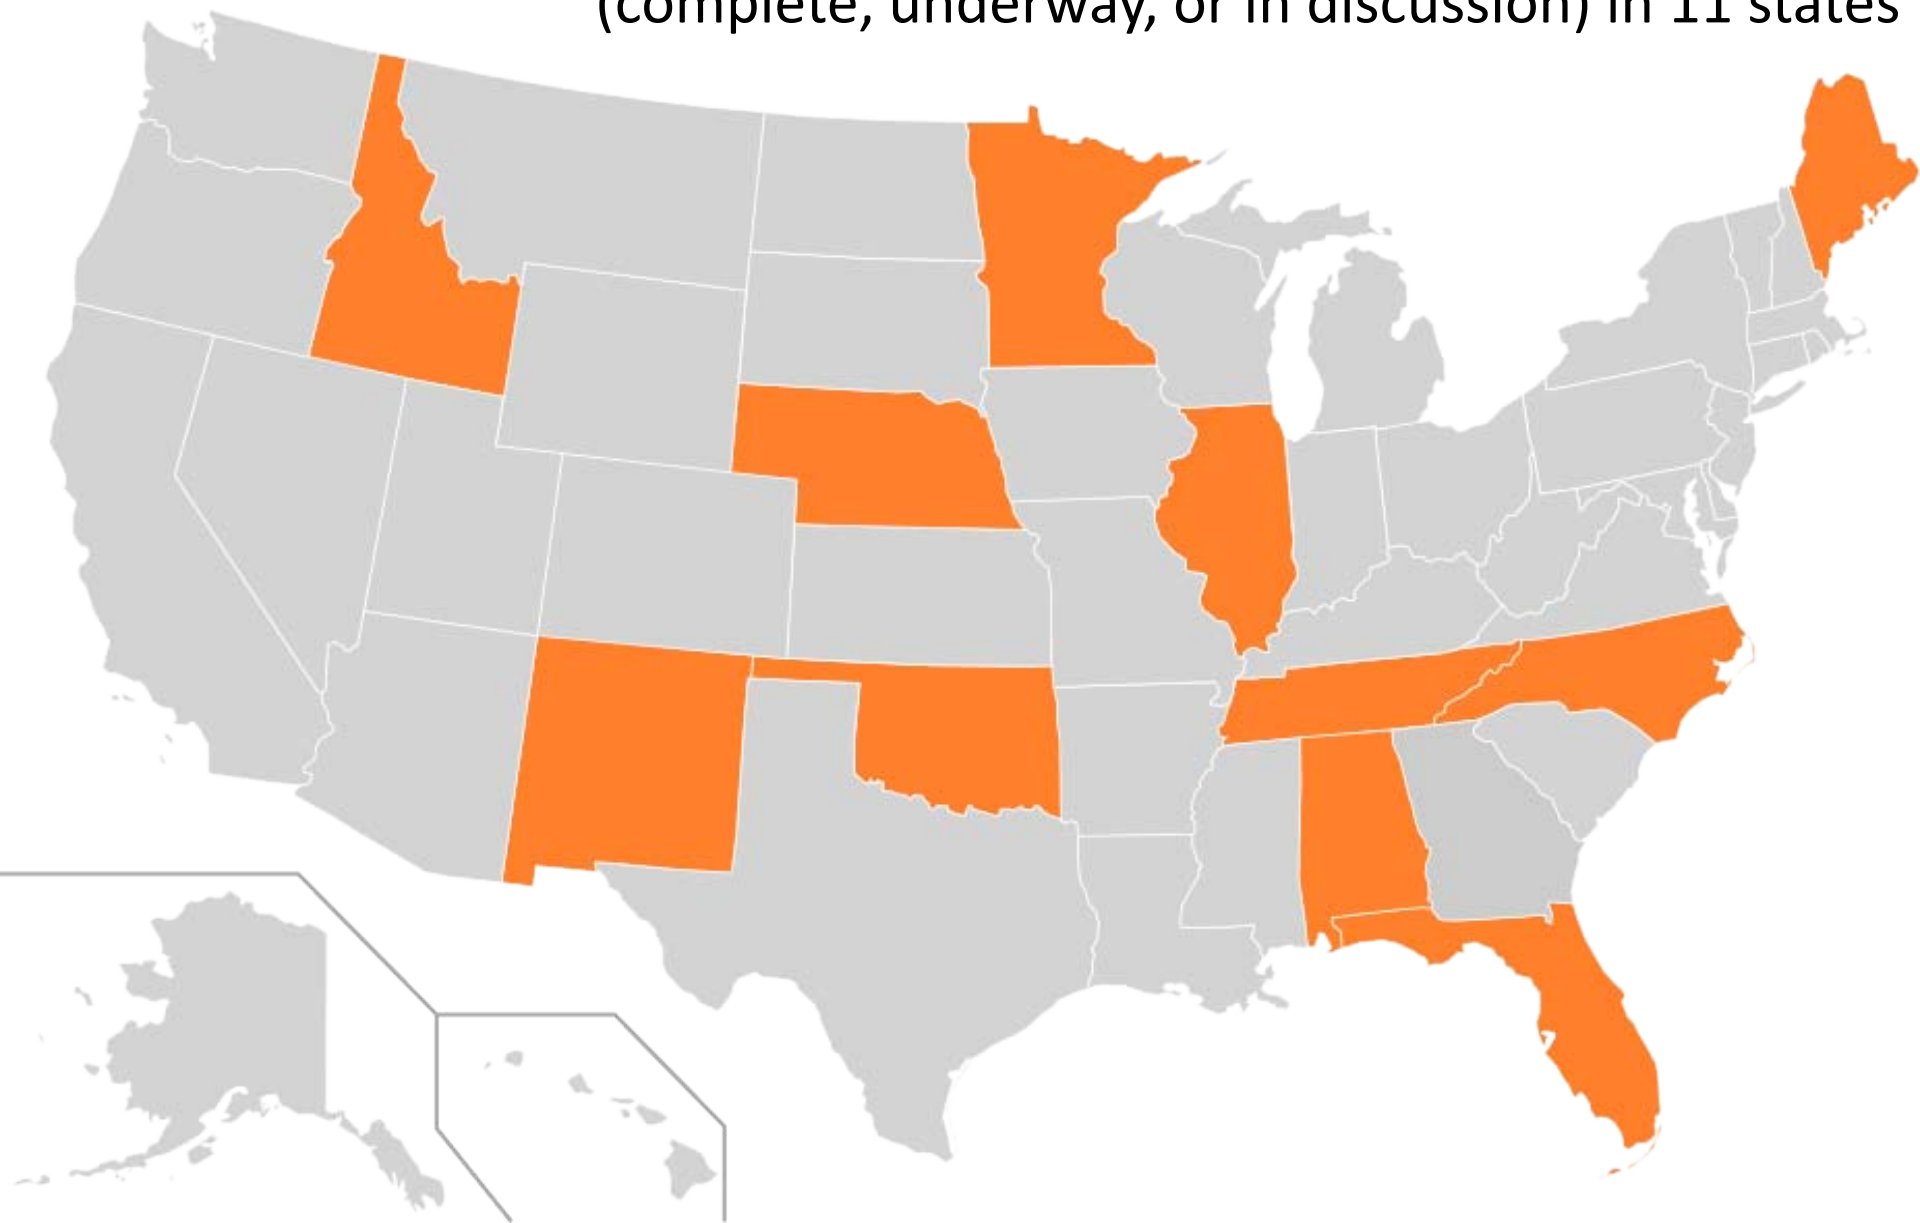 (complete, underway, or in discussion) in 11 states